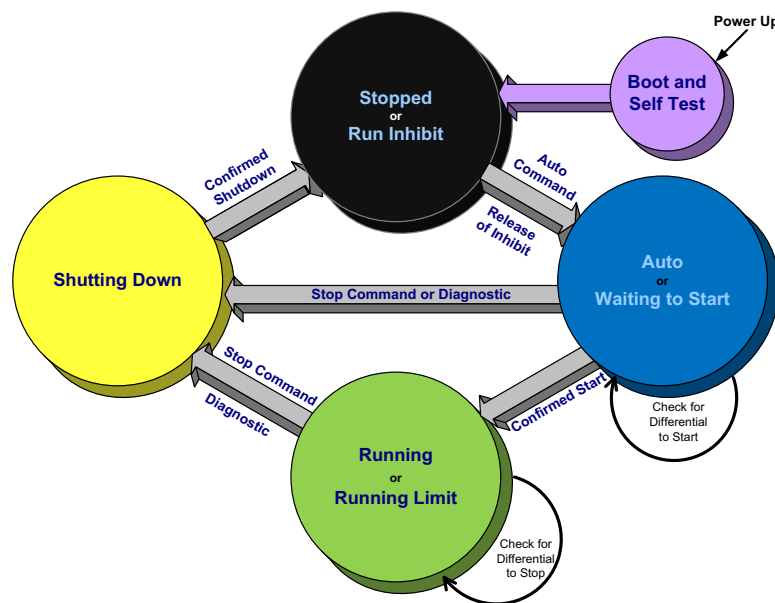 Power Up
Boot and
Self Test
Stopped
or
Run Inhibit
Confirmed
Shutdown
Auto
Command
Release
of Inhibit
Shutting Down
Auto
or
Waiting to Start
Stop Command or Diagnostic
Stop Command
Diagnostic
Confirmed Start
Check for
Differential
to Start
Running
or
Running Limit
Check for
Differential
to Stop